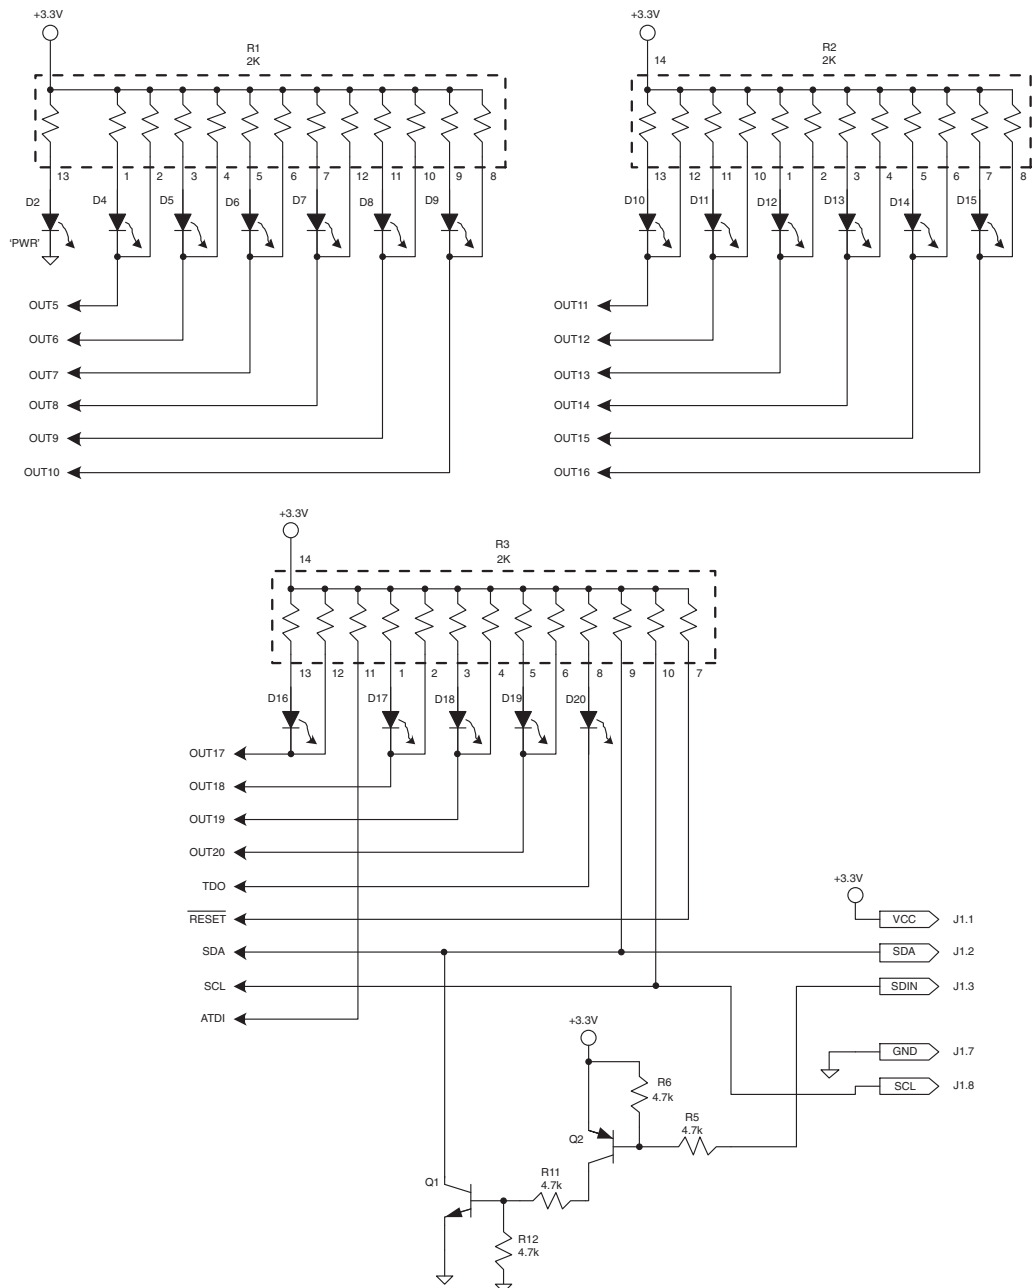 +3.3V
R1
2K
13 1 2 3 4 5 6 7 12 11 10 9 8
D2 D4 D5 D6 D7 D8 D9
'PWR'
OUT5
OUT6
OUT7
OUT8
OUT9
OUT10
+3.3V
14
R2
2K
13 12 11 10 1 2 3 4 5 6 7 8
D10 D11 D12 D13 D14 D15
OUT11
OUT12
OUT13
OUT14
OUT15
OUT16
+3.3V
14
R3
2K
13 12 11 1 2 3 4 5 6 8 9 10 7
D16 D17 D18 D19 D20
OUT17
OUT18
OUT19
OUT20
TDO
RESET
SDA
SCL
ATDI
+3.3V
VCC J1.1
SDA J1.2
SDIN J1.3
GND J1.7
SCL J1.8
+3.3V
R6
4.7k
R5
4.7k
Q2
R11
4.7k
Q1
R12
4.7k